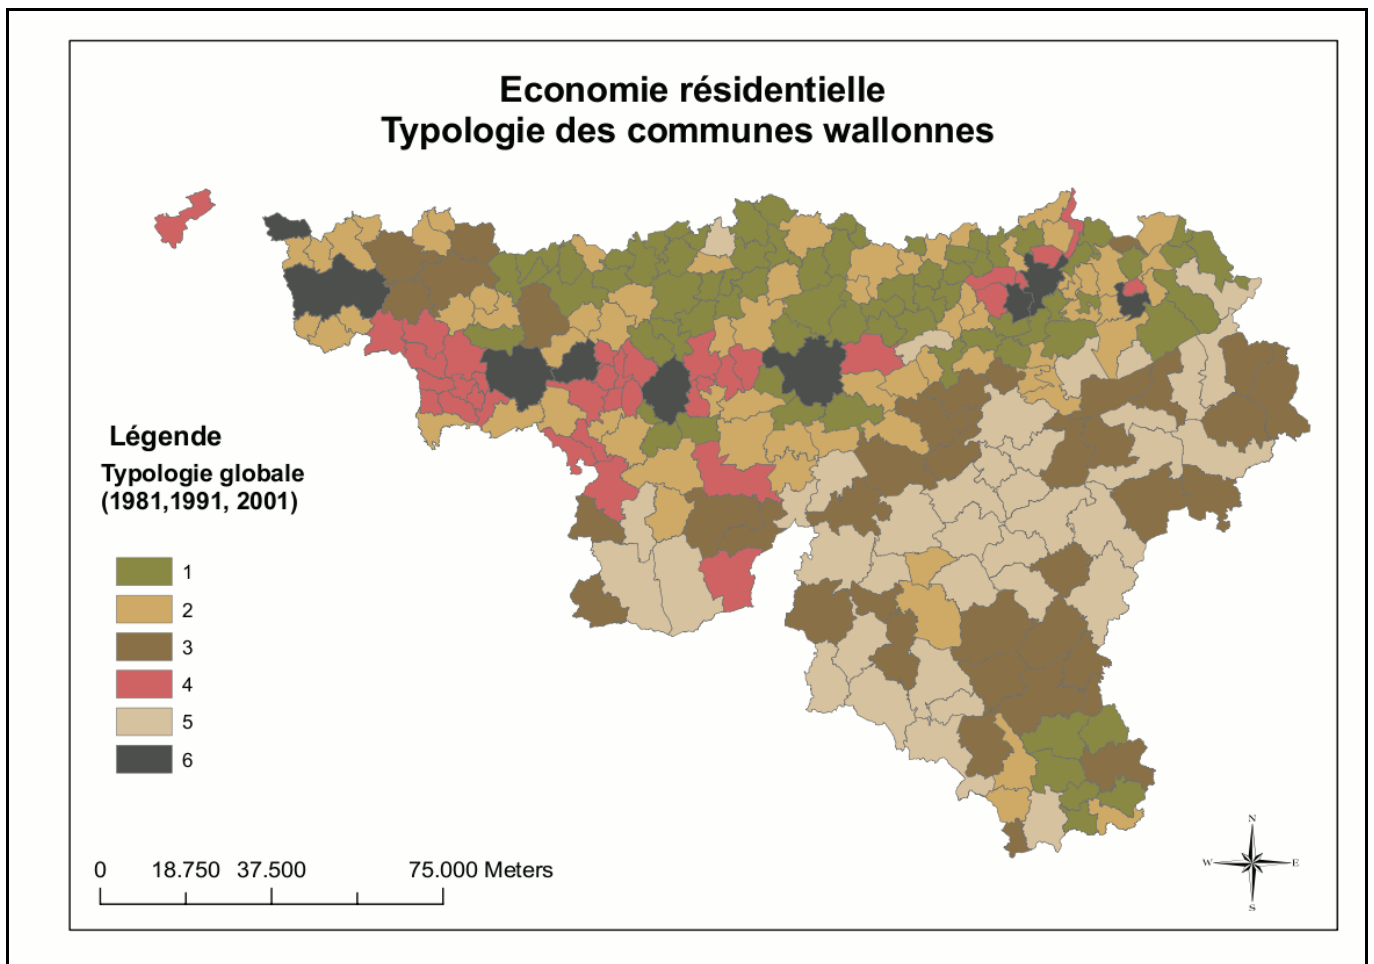 Economie résidentielle
Typologie des communes wallonnes
Légende
Typologie globale
(1981,1991, 2001)
1
2
3
4
5
6
0 18.750 37.500 75.000 Meters
N
W E
S